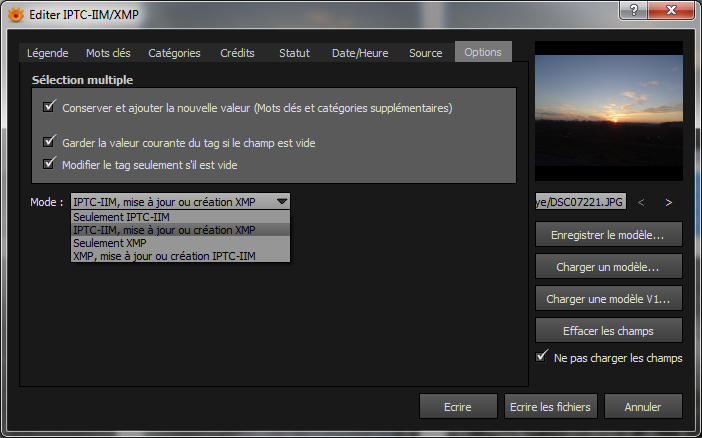 Editer IPTC-IIM/XMP
Légende Mots clés Catégories Crédits Statut Date/Heure Source Options
Sélection multiple
Conserver et ajouter la nouvelle valeur (Mots clés et catégories supplémentaires)
Garder la valeur courante du tag si le champ est vide
Modifier le tag seulement s'il est vide
Mode : IPTC-IIM, mise à jour ou création XMP
Seulement IPTC-IIM
IPTC-IIM, mise à jour ou création XMP
Seulement XMP
XMP, mise à jour ou création IPTC-IIM
ye/DSC07221.JPG < >
Enregistrer le modèle...
Charger un modèle...
Charger une modèle V1...
Effacer les champs
Ne pas charger les champs
Ecrire Ecrire les fichiers Annuler